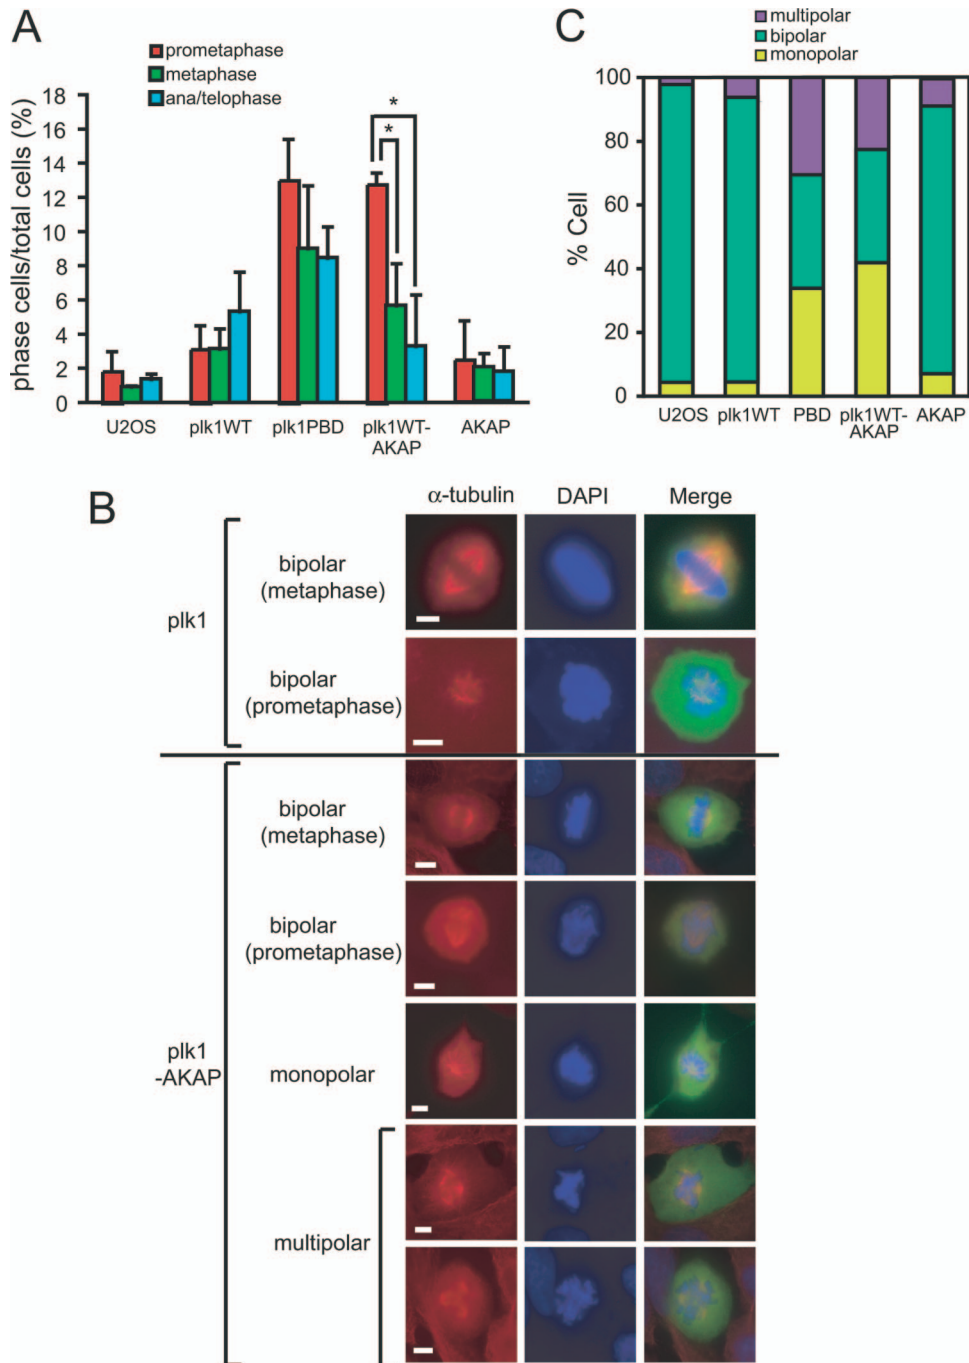 A
prometaphase
metaphase
ana/telophase
phase cells/total cells (%)
18
16
14
12
10
8
6
4
2
0
*
*
U2OS
plk1WT
plk1PBD
plk1WT-
AKAP
AKAP
C
multipolar
bipolar
monopolar
% Cell
100
80
60
40
20
0
U2OS
plk1WT
PBD
plk1WT-
AKAP
AKAP
B
α-tubulin
DAPI
Merge
plk1
bipolar
(metaphase)
bipolar
(prometaphase)
plk1
-AKAP
bipolar
(metaphase)
bipolar
(prometaphase)
monopolar
multipolar